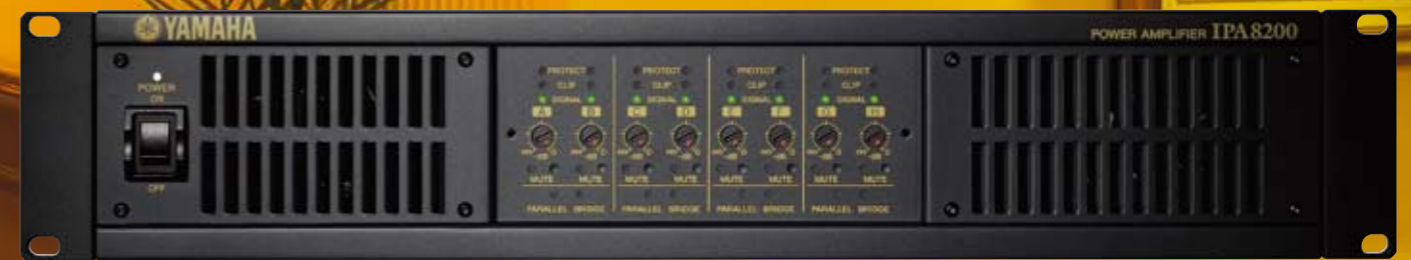 YAMAHA
POWER AMPLIFIER IPA8200
POWER
ON
OFF
PROTECT PROTECT PROTECT PROTECT
CLIP CLIP CLIP CLIP
SIGNAL SIGNAL SIGNAL SIGNAL
A B C D E F G H
MUTE MUTE MUTE MUTE MUTE MUTE MUTE MUTE
PARALLEL BRIDGE PARALLEL BRIDGE PARALLEL BRIDGE PARALLEL BRIDGE